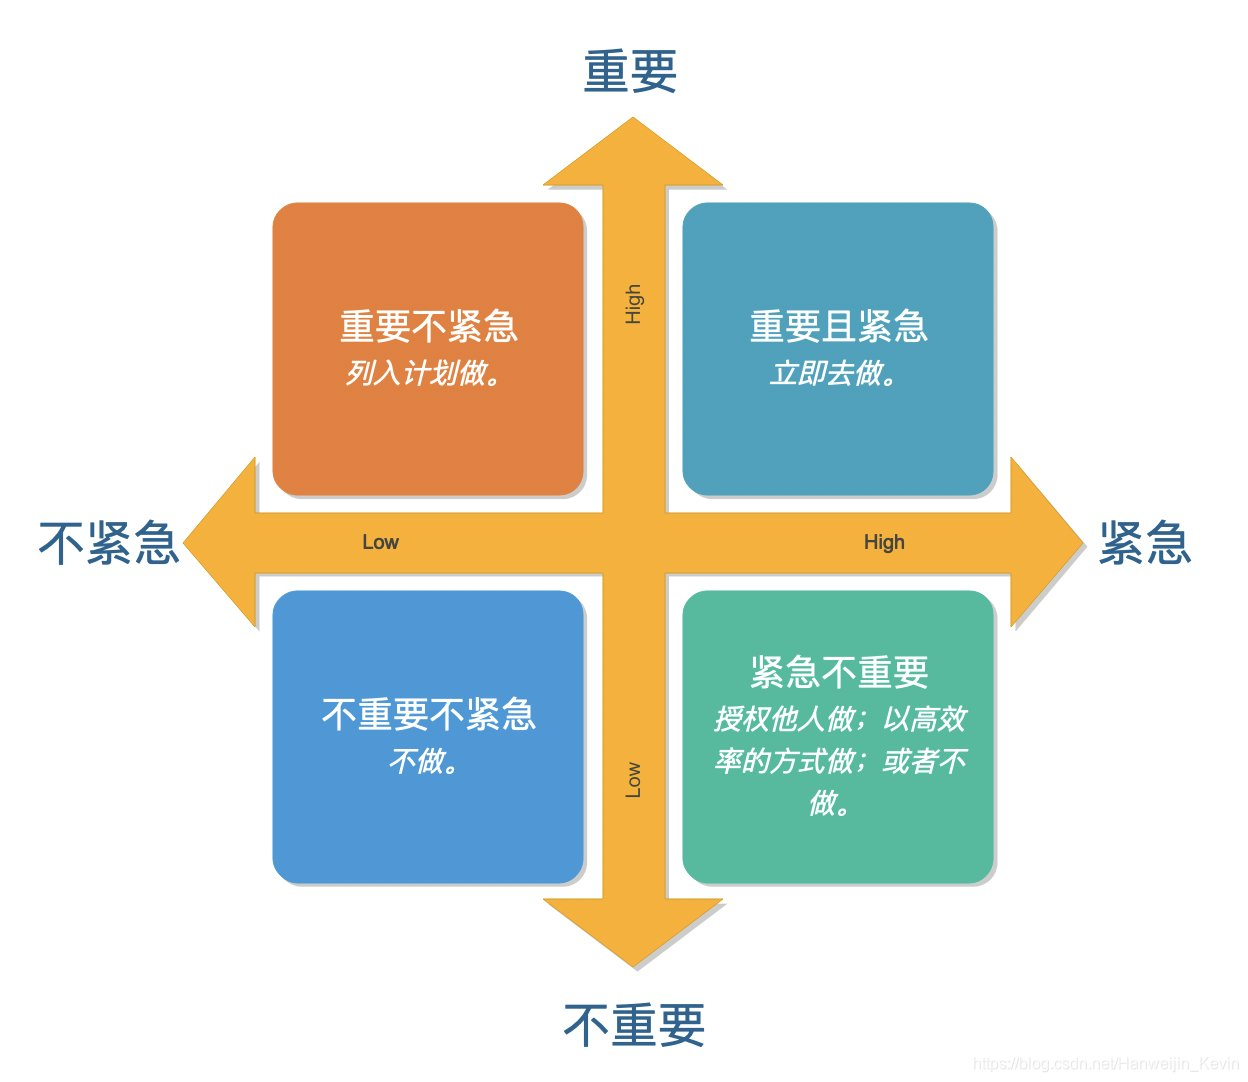 重要
High
重要不紧急
列入计划做。
重要且紧急
立即去做。
不紧急
Low
High
紧急
不重要不紧急
不做。
紧急不重要
授权他人做；以高效
率的方式做；或者不
做。
Low
不重要
https://blog.csdn.net/Hanweijin_Kevin